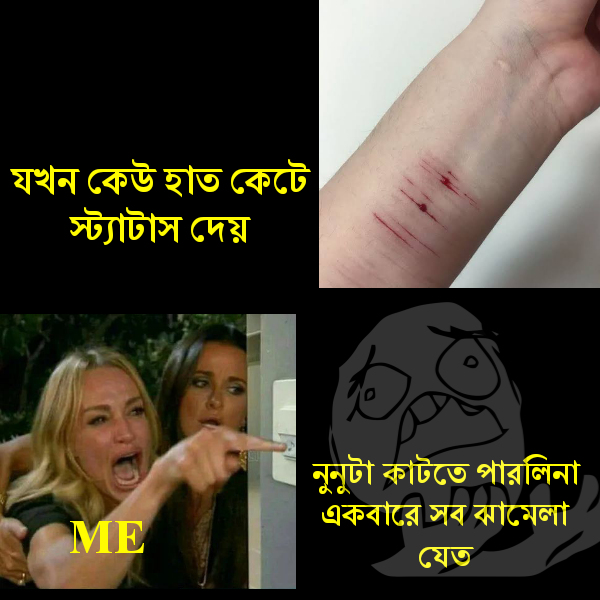 যখন কেউ হাত কেটে
স্ট্যাটাস দেয়
ME
নুনুটা কাটতে পারলিনা
একবারে সব ঝামেলা
যেত